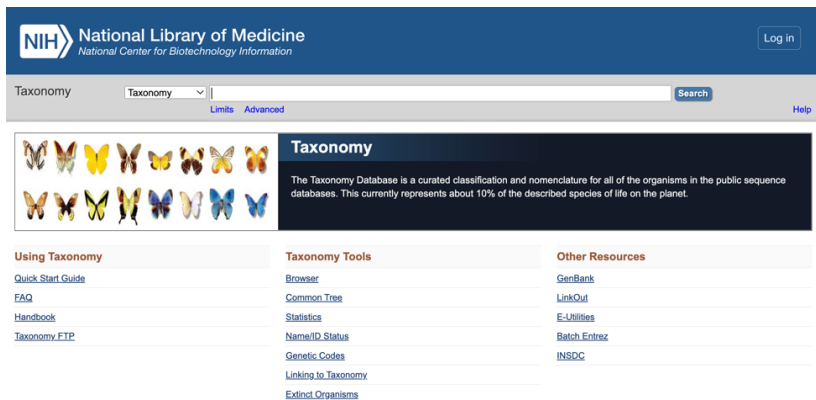 NIH
National Library of Medicine
National Center for Biotechnology Information
Log in
Taxonomy
Taxonomy
Search
Limits Advanced
Help
Taxonomy
The Taxonomy Database is a curated classification and nomenclature for all of the organisms in the public sequence
databases. This currently represents about 10% of the described species of life on the planet.
Using Taxonomy
Quick Start Guide
FAQ
Handbook
Taxonomy FTP
Taxonomy Tools
Browser
Common Tree
Statistics
Name/ID Status
Genetic Codes
Linking to Taxonomy
Extinct Organisms
Other Resources
GenBank
LinkOut
E-Utilities
Batch Entrez
INSDC